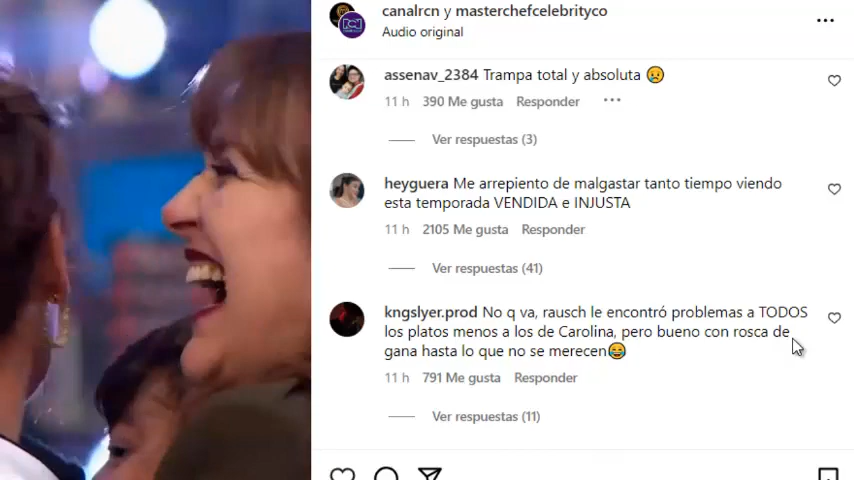 canalrcn y masterchefcelebrityco
Audio original
assenav_2384 Trampa total y absoluta 😢
11 h 390 Me gusta Responder ...
Ver respuestas (3)
heyguera Me arrepiento de malgastar tanto tiempo viendo
esta temporada VENDIDA e INJUSTA
11 h 2105 Me gusta Responder
Ver respuestas (41)
kngslyer.prod No q va, rausch le encontró problemas a TODOS
los platos menos a los de Carolina, pero bueno con rosca de
gana hasta lo que no se merecen😂
11 h 791 Me gusta Responder
Ver respuestas (11)